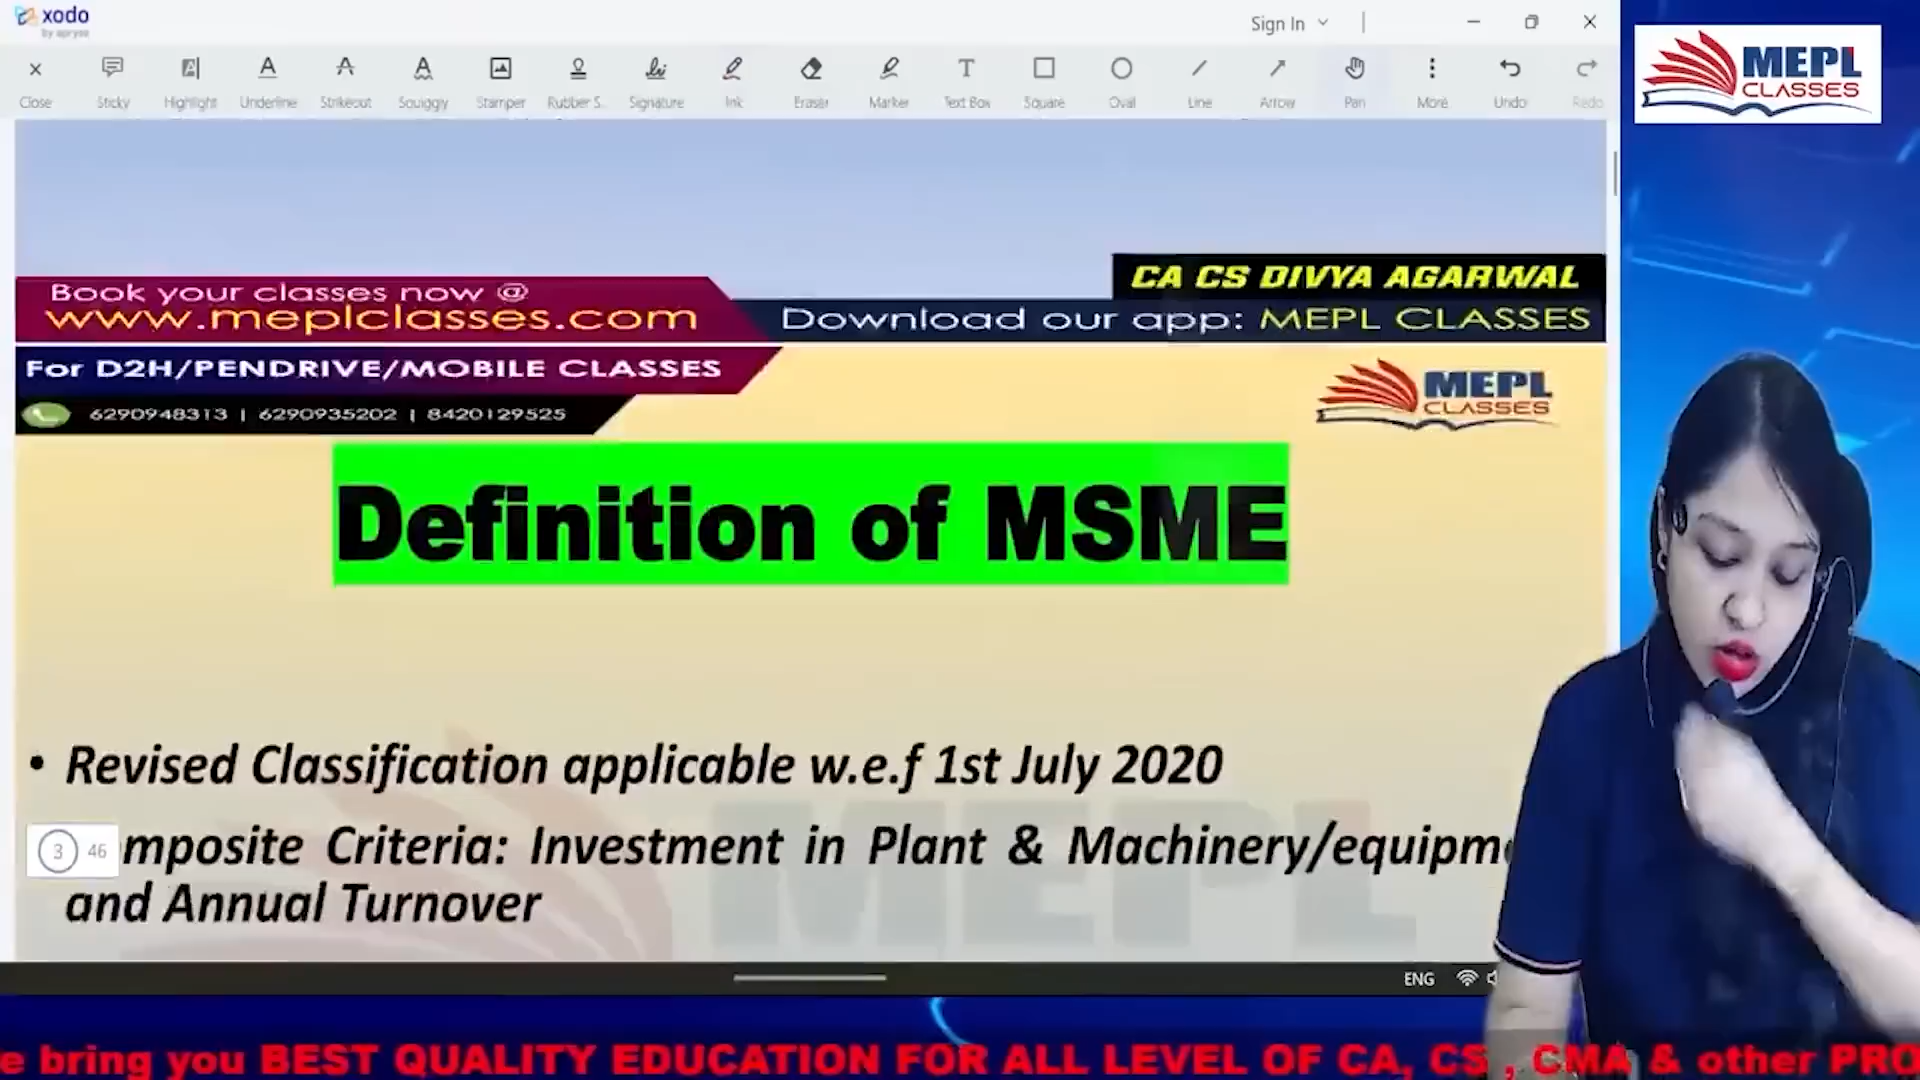 xodo
by apryse
Sign In
Close Sticky Highlight Underline Strikeout Squiggly Stamper Rubber S... Signature Ink Eraser Marker Text Box Square Oval Line Arrow Pan More Undo Redo
MEPL
CLASSES
CA CS DIVYA AGARWAL
Book your classes now @
www.meplclasses.com
Download our app: MEPL CLASSES
For D2H/PENDRIVE/MOBILE CLASSES
6290948313 | 6290935202 | 8420129525
MEPL
CLASSES
Definition of MSME
• Revised Classification applicable w.e.f 1st July 2020
3 46
mposite Criteria: Investment in Plant & Machinery/equipm
and Annual Turnover
MEPL
ENG
e bring you BEST QUALITY EDUCATION FOR ALL LEVEL OF CA, CS , CMA & other PRO